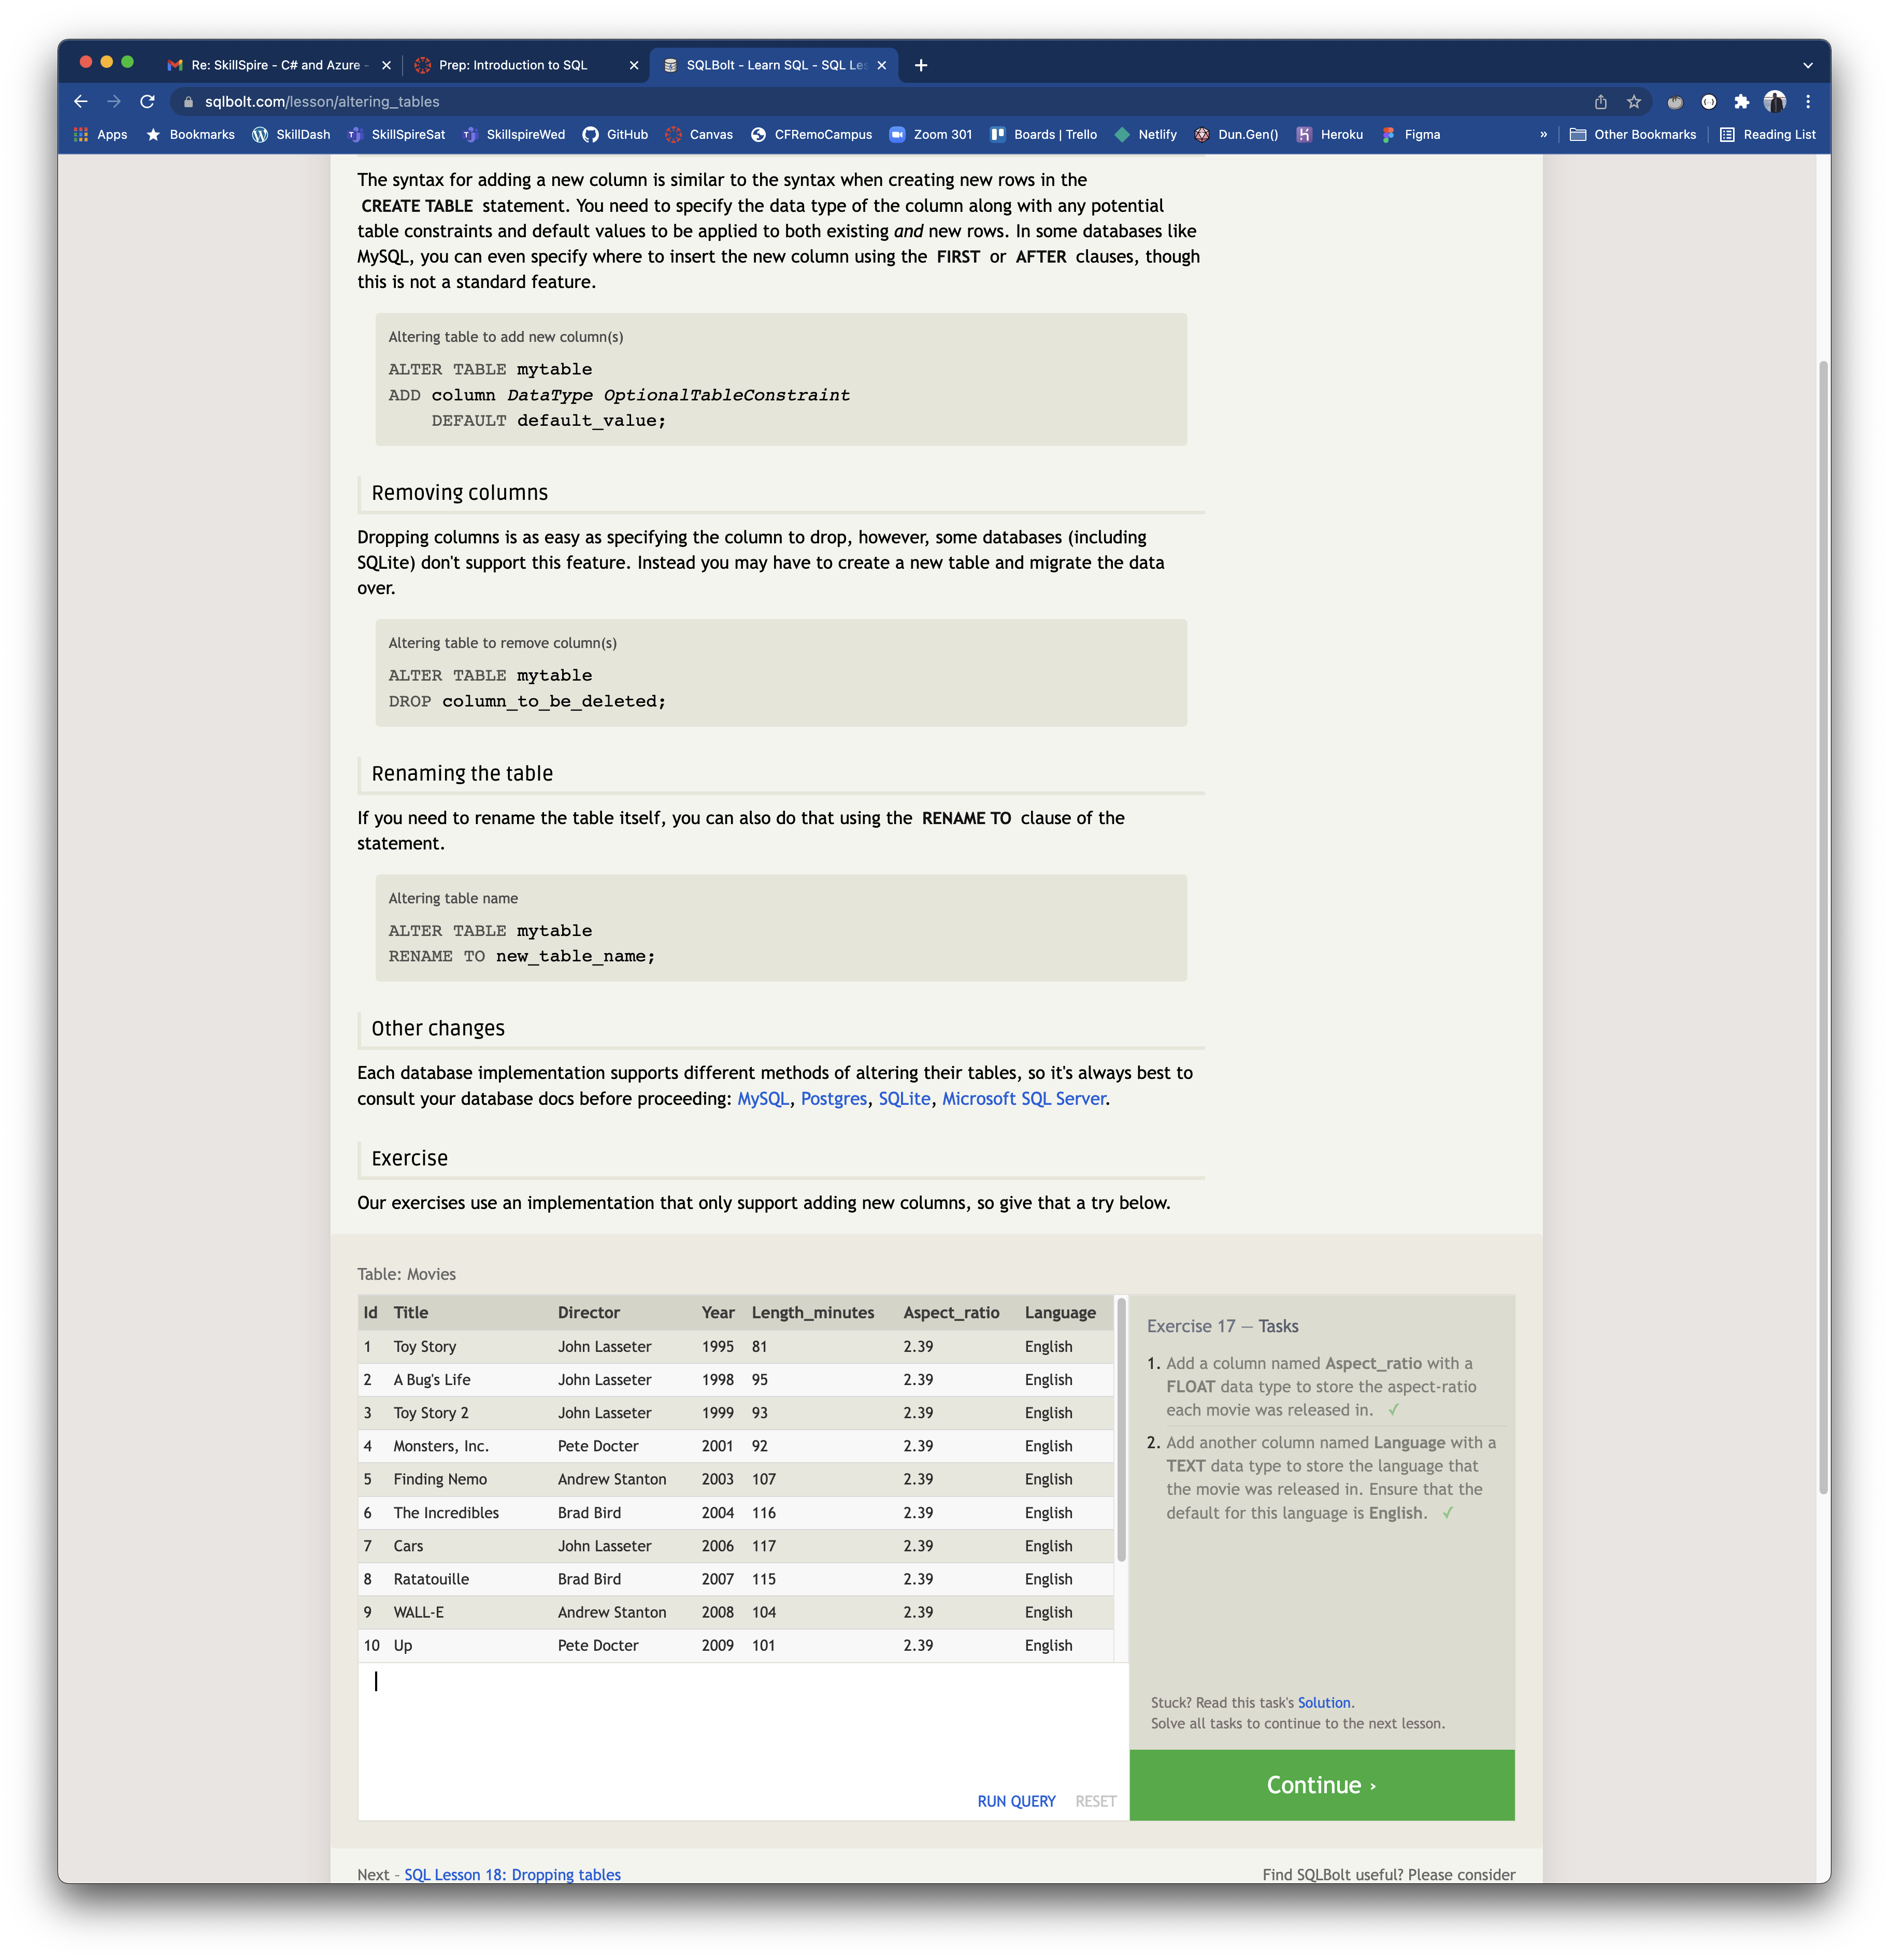 Re: SkillSpire - C# and Azure -
Prep: Introduction to SQL
SQLBolt - Learn SQL - SQL Les
sqlbolt.com/lesson/altering_tables
Apps Bookmarks SkillDash SkillSpireSat SkillspireWed GitHub Canvas CFRemoCampus Zoom 301 Boards | Trello Netlify Dun.Gen() Heroku Figma » Other Bookmarks Reading List
The syntax for adding a new column is similar to the syntax when creating new rows in the
CREATE TABLE statement. You need to specify the data type of the column along with any potential
table constraints and default values to be applied to both existing and new rows. In some databases like
MySQL, you can even specify where to insert the new column using the FIRST or AFTER clauses, though
this is not a standard feature.
Altering table to add new column(s)
ALTER TABLE mytable
ADD column DataType OptionalTableConstraint
DEFAULT default_value;
Removing columns
Dropping columns is as easy as specifying the column to drop, however, some databases (including
SQLite) don't support this feature. Instead you may have to create a new table and migrate the data
over.
Altering table to remove column(s)
ALTER TABLE mytable
DROP column_to_be_deleted;
Renaming the table
If you need to rename the table itself, you can also do that using the RENAME TO clause of the
statement.
Altering table name
ALTER TABLE mytable
RENAME TO new_table_name;
Other changes
Each database implementation supports different methods of altering their tables, so it's always best to
consult your database docs before proceeding: MySQL, Postgres, SQLite, Microsoft SQL Server.
Exercise
Our exercises use an implementation that only support adding new columns, so give that a try below.
Table: Movies
Id Title Director Year Length_minutes Aspect_ratio Language
1 Toy Story John Lasseter 1995 81 2.39 English
2 A Bug's Life John Lasseter 1998 95 2.39 English
3 Toy Story 2 John Lasseter 1999 93 2.39 English
4 Monsters, Inc. Pete Docter 2001 92 2.39 English
5 Finding Nemo Andrew Stanton 2003 107 2.39 English
6 The Incredibles Brad Bird 2004 116 2.39 English
7 Cars John Lasseter 2006 117 2.39 English
8 Ratatouille Brad Bird 2007 115 2.39 English
9 WALL-E Andrew Stanton 2008 104 2.39 English
10 Up Pete Docter 2009 101 2.39 English
RUN QUERY RESET
Exercise 17 — Tasks
1. Add a column named Aspect_ratio with a
FLOAT data type to store the aspect-ratio
each movie was released in. ✓
2. Add another column named Language with a
TEXT data type to store the language that
the movie was released in. Ensure that the
default for this language is English. ✓
Stuck? Read this task's Solution.
Solve all tasks to continue to the next lesson.
Continue ›
Next - SQL Lesson 18: Dropping tables
Find SQLBolt useful? Please consider